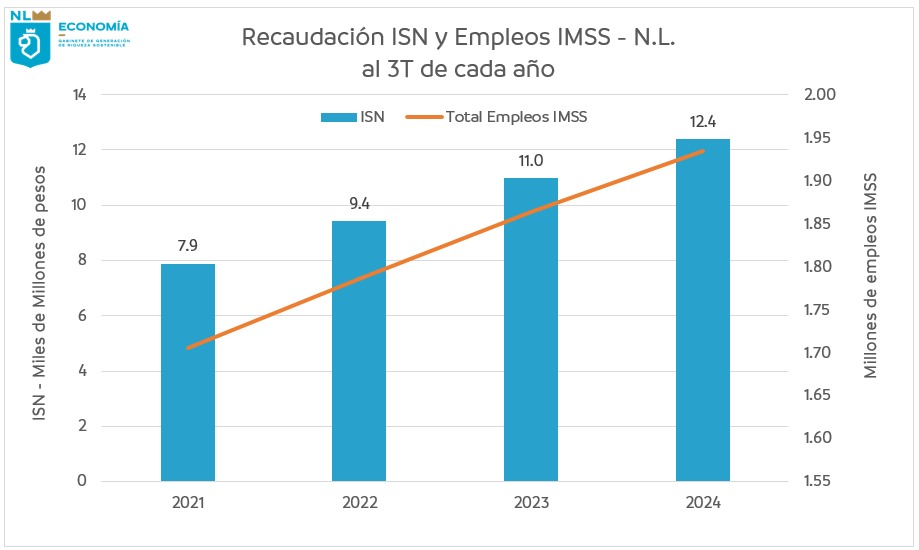 NL
ECONOMÍA
GABINETE DE GENERACIÓN
DE RIQUEZA SOSTENIBLE
Recaudación ISN y Empleos IMSS - N.L.
al 3T de cada año
ISN
Total Empleos IMSS
ISN - Miles de Millones de pesos
14
12
10
8
6
4
2
0
7.9
9.4
11.0
12.4
2.00
1.95
1.90
1.85
1.80
1.75
1.70
1.65
1.60
1.55
Millones de empleos IMSS
2021
2022
2023
2024